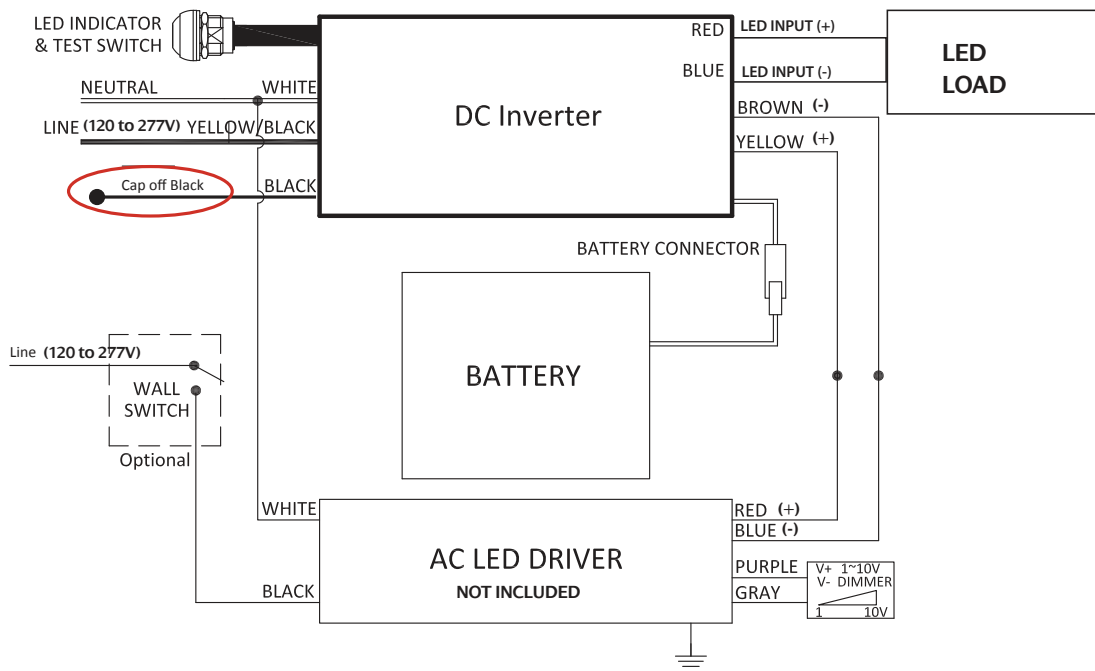 LED INDICATOR
& TEST SWITCH
RED
LED INPUT (+)
LED
LOAD
BLUE
LED INPUT (-)
NEUTRAL
WHITE
DC Inverter
BROWN (-)
LINE (120 to 277V)
YELLOW/BLACK
YELLOW (+)
Cap off Black
BLACK
BATTERY CONNECTOR
Line (120 to 277V)
BATTERY
WALL
SWITCH
Optional
WHITE
RED (+)
BLUE (-)
AC LED DRIVER
NOT INCLUDED
PURPLE
V+ 1~10V
V- DIMMER
BLACK
GRAY
1 10V